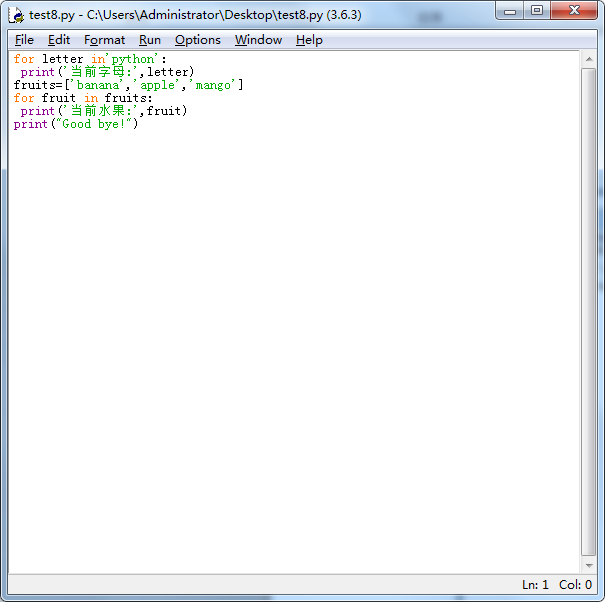 test8.py - C:\Users\Administrator\Desktop\test8.py (3.6.3)
File Edit Format Run Options Window Help
for letter in'python':
 print('当前字母:',letter)
fruits=['banana','apple','mango']
for fruit in fruits:
 print('当前水果:',fruit)
print("Good bye!")
Ln: 1 Col: 0